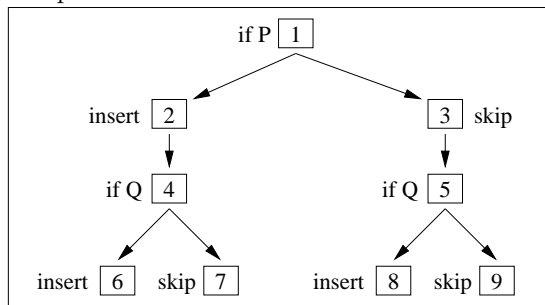 if P 1
insert 2 3 skip
if Q 4 if Q 5
insert 6 skip 7 insert 8 skip 9